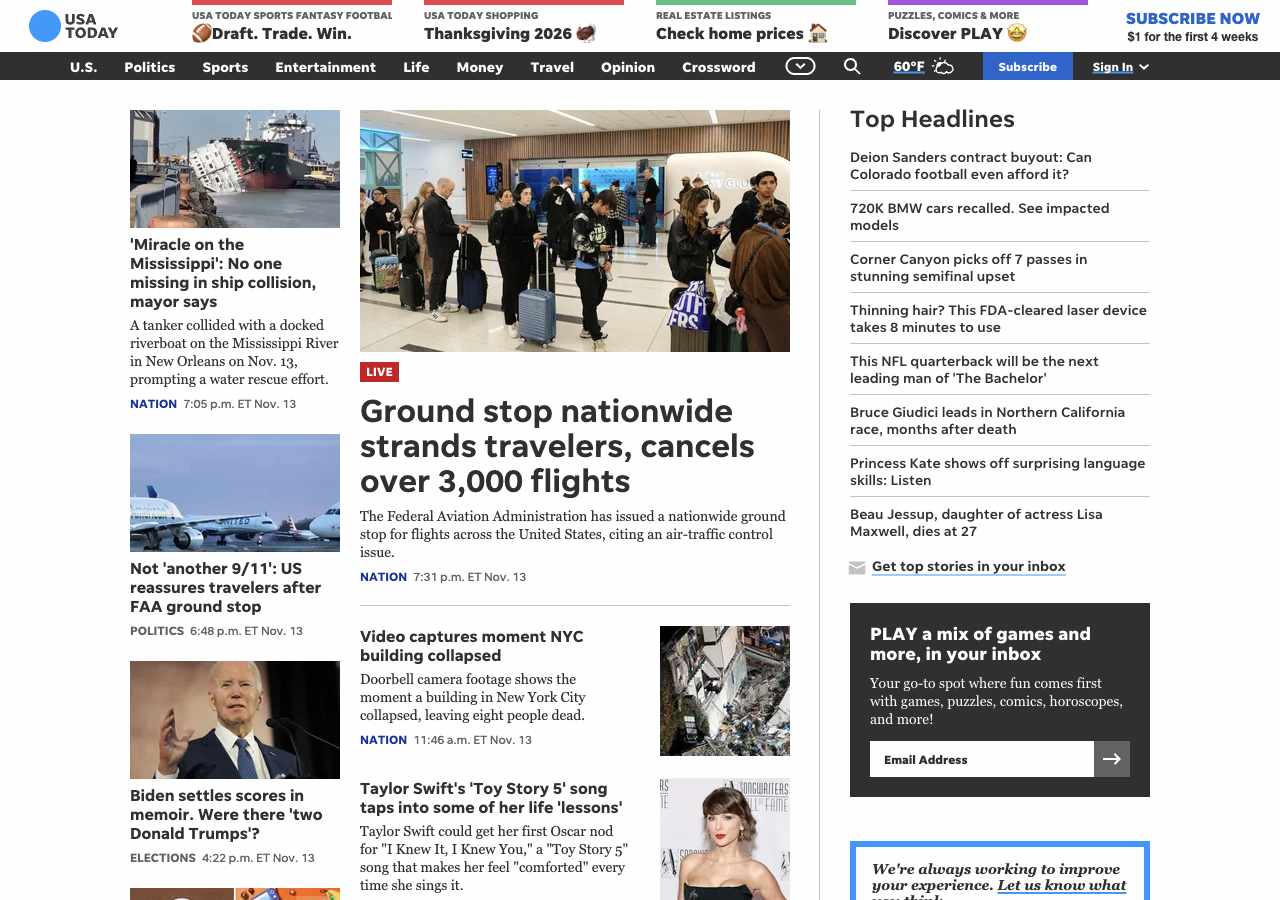 USA
TODAY
USA TODAY SPORTS FANTASY FOOTBAL
🏈Draft. Trade. Win.
USA TODAY SHOPPING
Thanksgiving 2026 🦃
REAL ESTATE LISTINGS
Check home prices 🏠
PUZZLES, COMICS & MORE
Discover PLAY 🤩
SUBSCRIBE NOW
$1 for the first 4 weeks
U.S. Politics Sports Entertainment Life Money Travel Opinion Crossword 60°F Subscribe Sign In
'Miracle on the
Mississippi': No one
missing in ship collision,
mayor says
A tanker collided with a docked
riverboat on the Mississippi River
in New Orleans on Nov. 13,
prompting a water rescue effort.
NATION 7:05 p.m. ET Nov. 13
UNITED
Not 'another 9/11': US
reassures travelers after
FAA ground stop
POLITICS 6:48 p.m. ET Nov. 13
Biden settles scores in
memoir. Were there 'two
Donald Trumps'?
ELECTIONS 4:22 p.m. ET Nov. 13
LIVE
Ground stop nationwide
strands travelers, cancels
over 3,000 flights
The Federal Aviation Administration has issued a nationwide ground
stop for flights across the United States, citing an air-traffic control
issue.
NATION 7:31 p.m. ET Nov. 13
Video captures moment NYC
building collapsed
Doorbell camera footage shows the
moment a building in New York City
collapsed, leaving eight people dead.
NATION 11:46 a.m. ET Nov. 13
Taylor Swift's 'Toy Story 5' song
taps into some of her life 'lessons'
Taylor Swift could get her first Oscar nod
for "I Knew It, I Knew You," a "Toy Story 5"
song that makes her feel "comforted" every
time she sings it.
Top Headlines
Deion Sanders contract buyout: Can
Colorado football even afford it?
720K BMW cars recalled. See impacted
models
Corner Canyon picks off 7 passes in
stunning semifinal upset
Thinning hair? This FDA-cleared laser device
takes 8 minutes to use
This NFL quarterback will be the next
leading man of 'The Bachelor'
Bruce Giudici leads in Northern California
race, months after death
Princess Kate shows off surprising language
skills: Listen
Beau Jessup, daughter of actress Lisa
Maxwell, dies at 27
Get top stories in your inbox
PLAY a mix of games and
more, in your inbox
Your go-to spot where fun comes first
with games, puzzles, comics, horoscopes,
and more!
Email Address
We're always working to improve
your experience. Let us know what